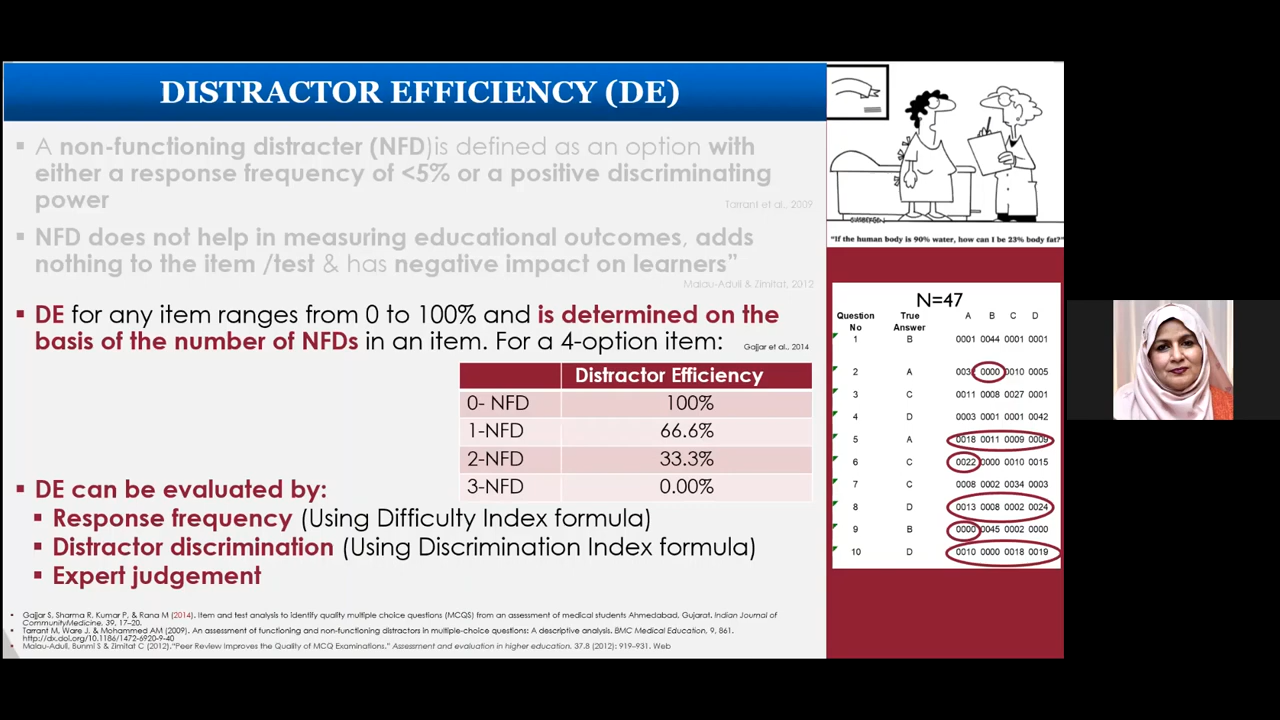 DISTRACTOR EFFICIENCY (DE)
▪ A non-functioning distracter (NFD)is defined as an option with
either a response frequency of <5% or a positive discriminating
power
Tarrant et al., 2009
▪ NFD does not help in measuring educational outcomes, adds
nothing to the item /test & has negative impact on learners”
Malau-Aduli & Zimitat, 2012
▪ DE for any item ranges from 0 to 100% and is determined on the
basis of the number of NFDs in an item. For a 4-option item:
Gajjar et al., 2014
Distractor Efficiency
0- NFD 100%
1-NFD 66.6%
2-NFD 33.3%
3-NFD 0.00%
▪ DE can be evaluated by:
▪ Response frequency (Using Difficulty Index formula)
▪ Distractor discrimination (Using Discrimination Index formula)
▪ Expert judgement
• Gajjar S, Sharma R, Kumar P, & Rana M (2014). Item and test analysis to identify quality multiple choice questions (MCQS) from an assessment of medical students Ahmedabad, Gujarat, Indian Journal of
CommunityMedicine, 39, 17–20.
• Tarrant M, Ware J, & Mohammed AM (2009). An assessment of functioning and non-functioning distractors in multiple-choice questions: A descriptive analysis. BMC Medical Education, 9, 861.
http://dx.doi.org/10.1186/1472-6920-9-40
• Malau-Aduli, Bunmi S & Zimitat C (2012),“Peer Review Improves the Quality of MCQ Examinations.” Assessment and evaluation in higher education. 37.8 (2012): 919–931. Web
"If the human body is 90% water, how can I be 23% body fat?"
N=47
Question True A B C D
No Answer
1 B 0001 0044 0001 0001
2 A 0032 0000 0010 0005
3 C 0011 0008 0027 0001
4 D 0003 0001 0001 0042
5 A 0018 0011 0009 0009
6 C 0022 0000 0010 0015
7 C 0008 0002 0034 0003
8 D 0013 0008 0002 0024
9 B 0000 0045 0002 0000
10 D 0010 0000 0018 0019